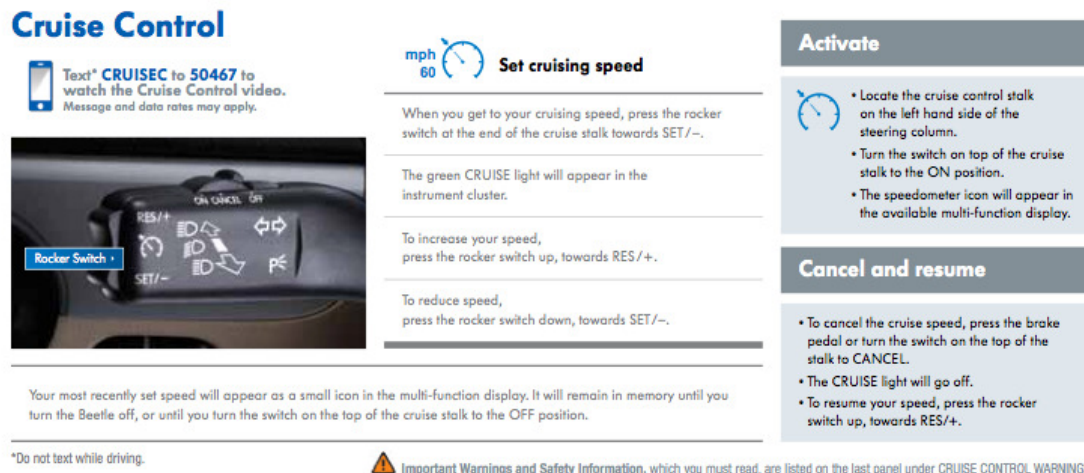 Cruise Control
Text* CRUISEC to 50467 to
watch the Cruise Control video.
Message and data rates may apply.
ON CANCEL OFF
RES/+
Rocker Switch
SET/–
mph
60
Set cruising speed
When you get to your cruising speed, press the rocker
switch at the end of the cruise stalk towards SET/–.
The green CRUISE light will appear in the
instrument cluster.
To increase your speed,
press the rocker switch up, towards RES/+.
To reduce speed,
press the rocker switch down, towards SET/–.
Activate
• Locate the cruise control stalk
on the left hand side of the
steering column.
• Turn the switch on top of the cruise
stalk to the ON position.
• The speedometer icon will appear in
the available multi-function display.
Cancel and resume
• To cancel the cruise speed, press the brake
pedal or turn the switch on the top of the
stalk to CANCEL.
• The CRUISE light will go off.
• To resume your speed, press the rocker
switch up, towards RES/+.
Your most recently set speed will appear as a small icon in the multi-function display. It will remain in memory until you
turn the Beetle off, or until you turn the switch on the top of the cruise stalk to the OFF position.
*Do not text while driving.
Important Warnings and Safety Information, which you must read, are listed on the last panel under CRUISE CONTROL WARNING